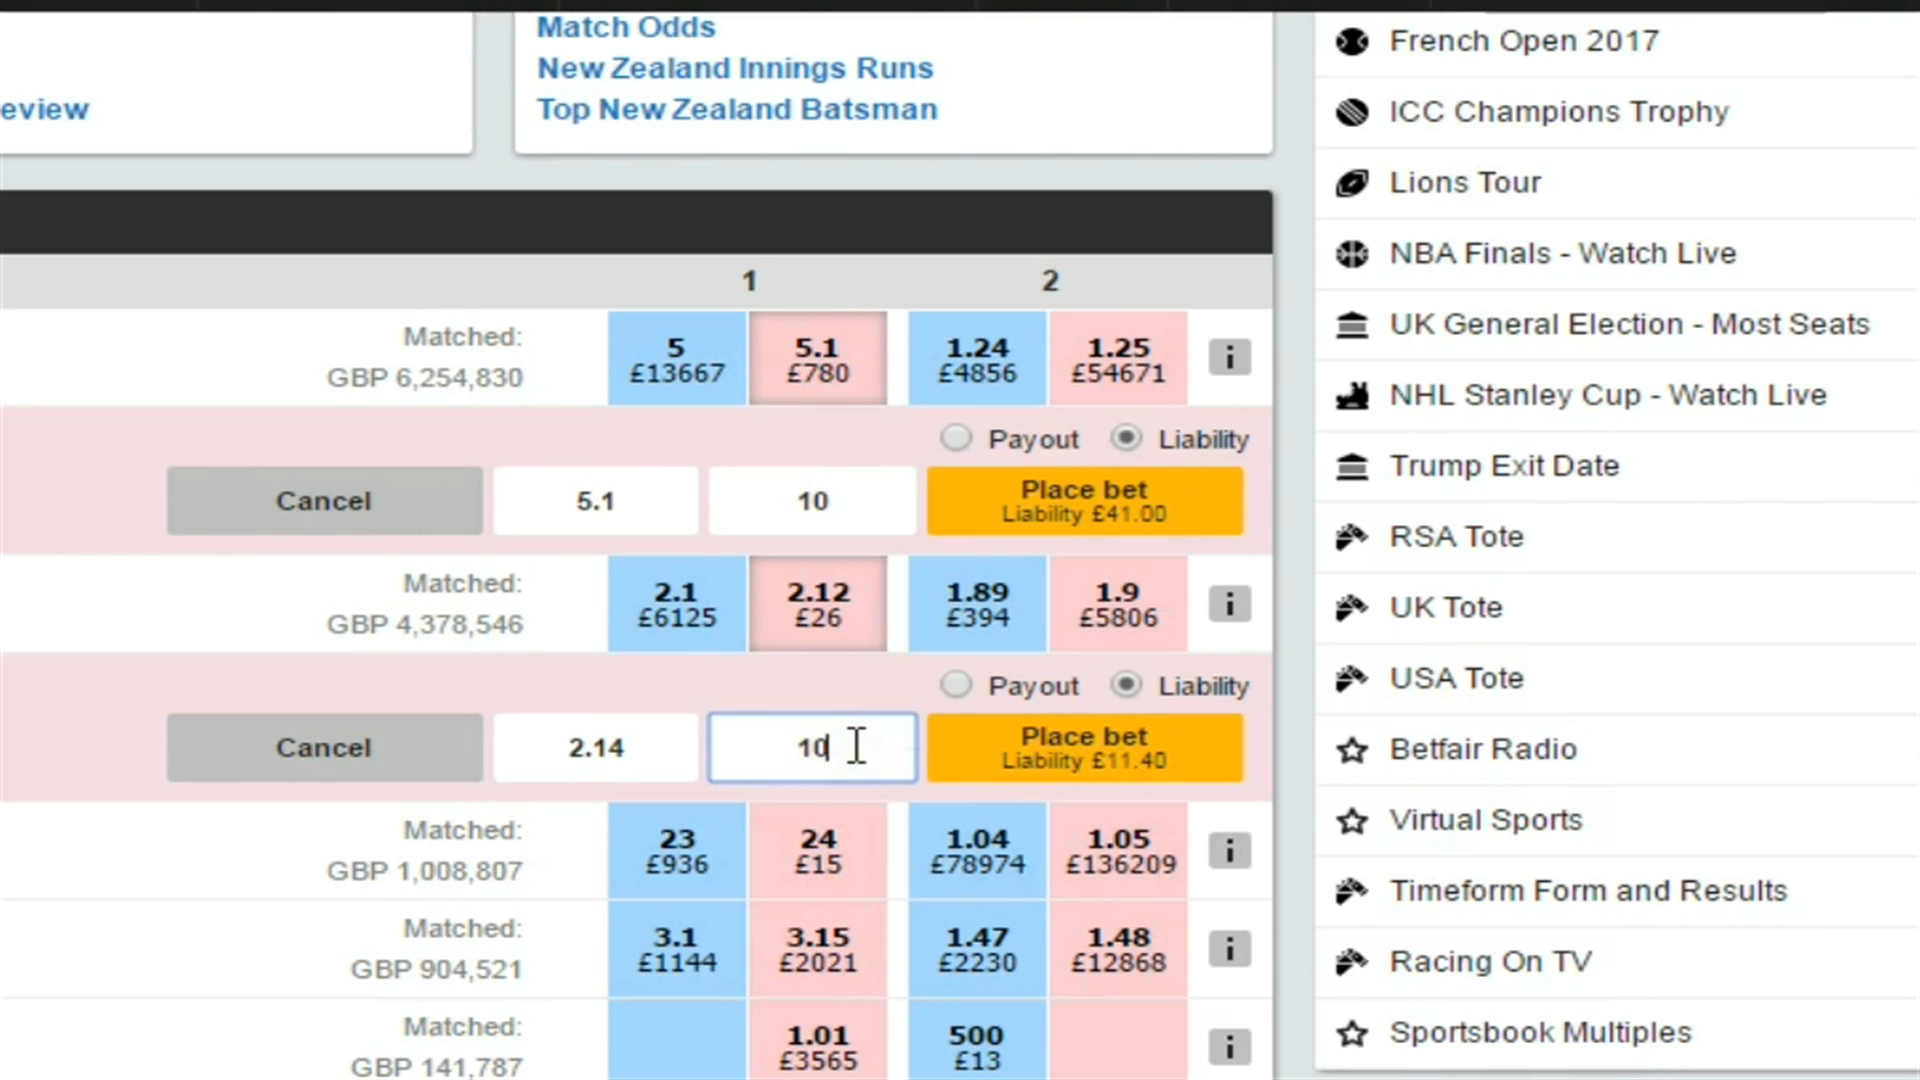 Match Odds
New Zealand Innings Runs
eview
Top New Zealand Batsman
1 2
Matched:
GBP 6,254,830
5 5.1 1.24 1.25
£13667 £780 £4856 £54671
Payout Liability
Cancel 5.1 10 Place bet
Liability £41.00
Matched:
GBP 4,378,546
2.1 2.12 1.89 1.9
£6125 £26 £394 £5806
Payout Liability
Cancel 2.14 10 Place bet
Liability £11.40
Matched:
GBP 1,008,807
23 24 1.04 1.05
£936 £15 £78974 £136209
Matched:
GBP 904,521
3.1 3.15 1.47 1.48
£1144 £2021 £2230 £12868
Matched:
GBP 141,787
1.01 500
£3565 £13
French Open 2017
ICC Champions Trophy
Lions Tour
NBA Finals - Watch Live
UK General Election - Most Seats
NHL Stanley Cup - Watch Live
Trump Exit Date
RSA Tote
UK Tote
USA Tote
Betfair Radio
Virtual Sports
Timeform Form and Results
Racing On TV
Sportsbook Multiples